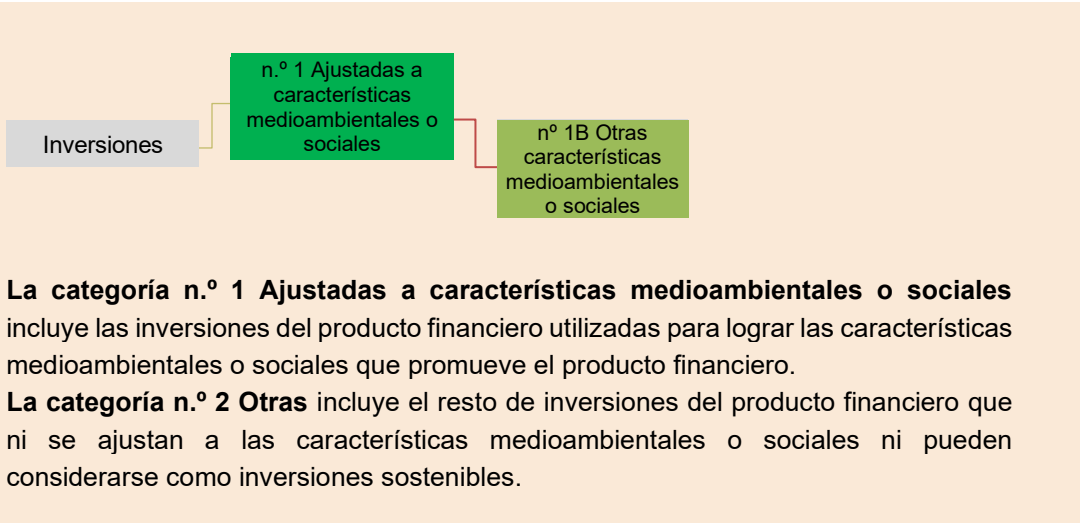 Inversiones
n.º 1 Ajustadas a
características
medioambientales o
sociales
nº 1B Otras
características
medioambientales
o sociales
La categoría n.º 1 Ajustadas a características medioambientales o sociales
incluye las inversiones del producto financiero utilizadas para lograr las características
medioambientales o sociales que promueve el producto financiero.
La categoría n.º 2 Otras incluye el resto de inversiones del producto financiero que
ni se ajustan a las características medioambientales o sociales ni pueden
considerarse como inversiones sostenibles.